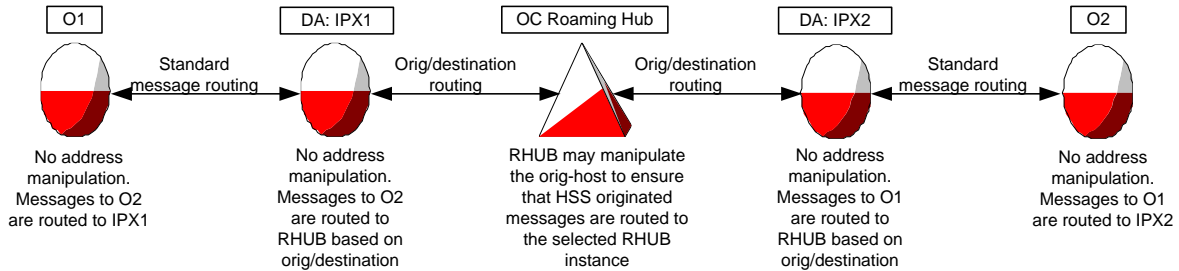 O1
DA: IPX1
OC Roaming Hub
DA: IPX2
O2
Standard
message routing
Orig/destination
routing
Orig/destination
routing
Standard
message routing
No address
manipulation.
Messages to O2
are routed to IPX1
No address
manipulation.
Messages to O2
are routed to
RHUB based on
orig/destination
RHUB may manipulate
the orig-host to ensure
that HSS originated
messages are routed to
the selected RHUB
instance
No address
manipulation.
Messages to O1
are routed to
RHUB based on
orig/destination
No address
manipulation.
Messages to O1
are routed to IPX2